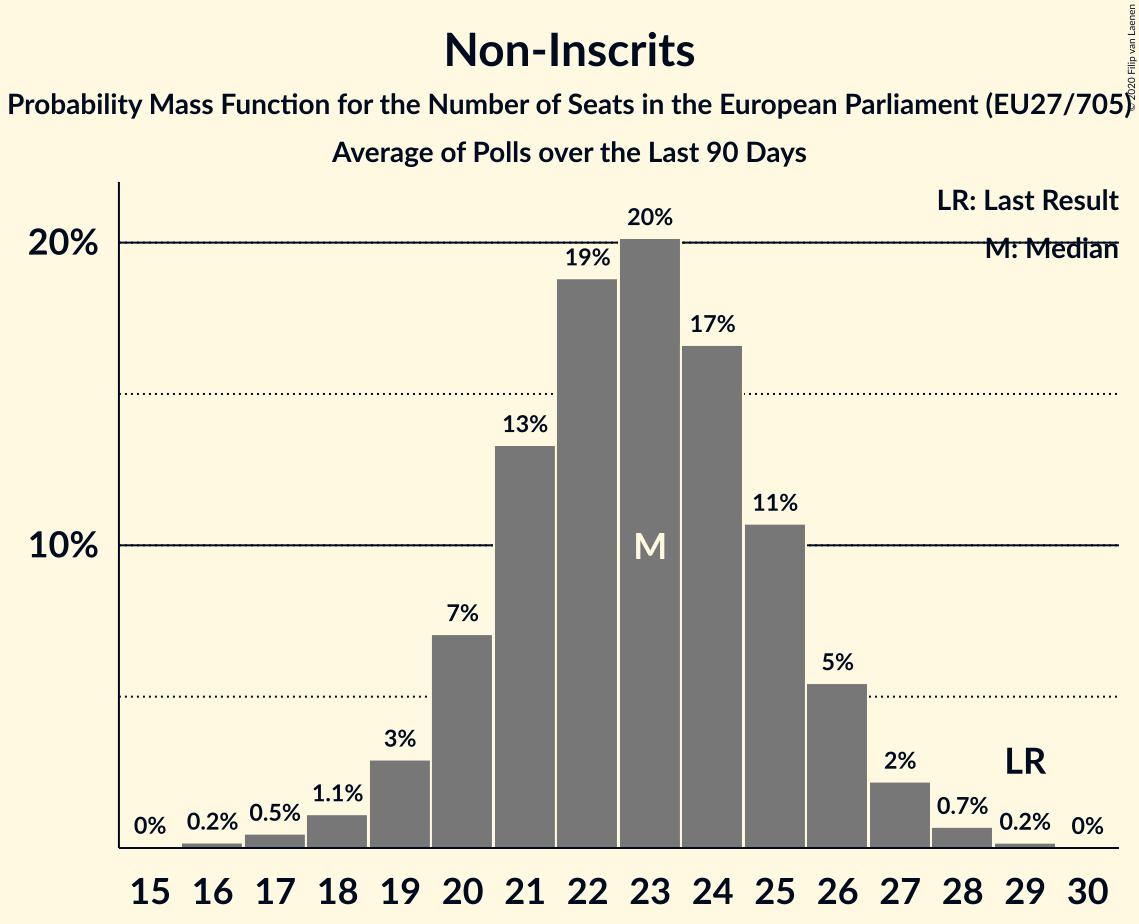 Non-Inscrits
Probability Mass Function for the Number of Seats in the European Parliament (EU27/705)
Average of Polls over the Last 90 Days
© 2020 Filip van Laenen
LR: Last Result
M: Median
20%
10%
0%
0.2%
0.5%
1.1%
3%
7%
13%
19%
20%
17%
11%
5%
2%
0.7%
0.2%
0%
M
LR
15 16 17 18 19 20 21 22 23 24 25 26 27 28 29 30